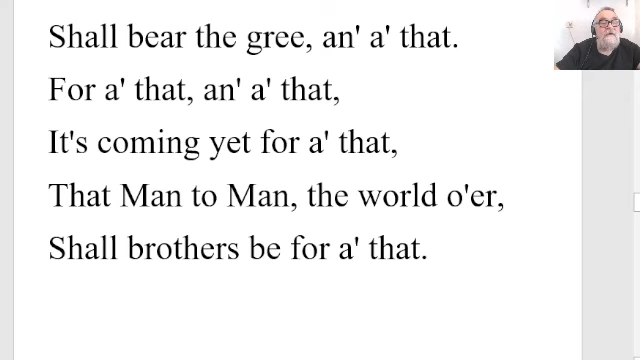 Shall bear the gree, an' a' that.
For a' that, an' a' that,
It's coming yet for a' that,
That Man to Man, the world o'er,
Shall brothers be for a' that.